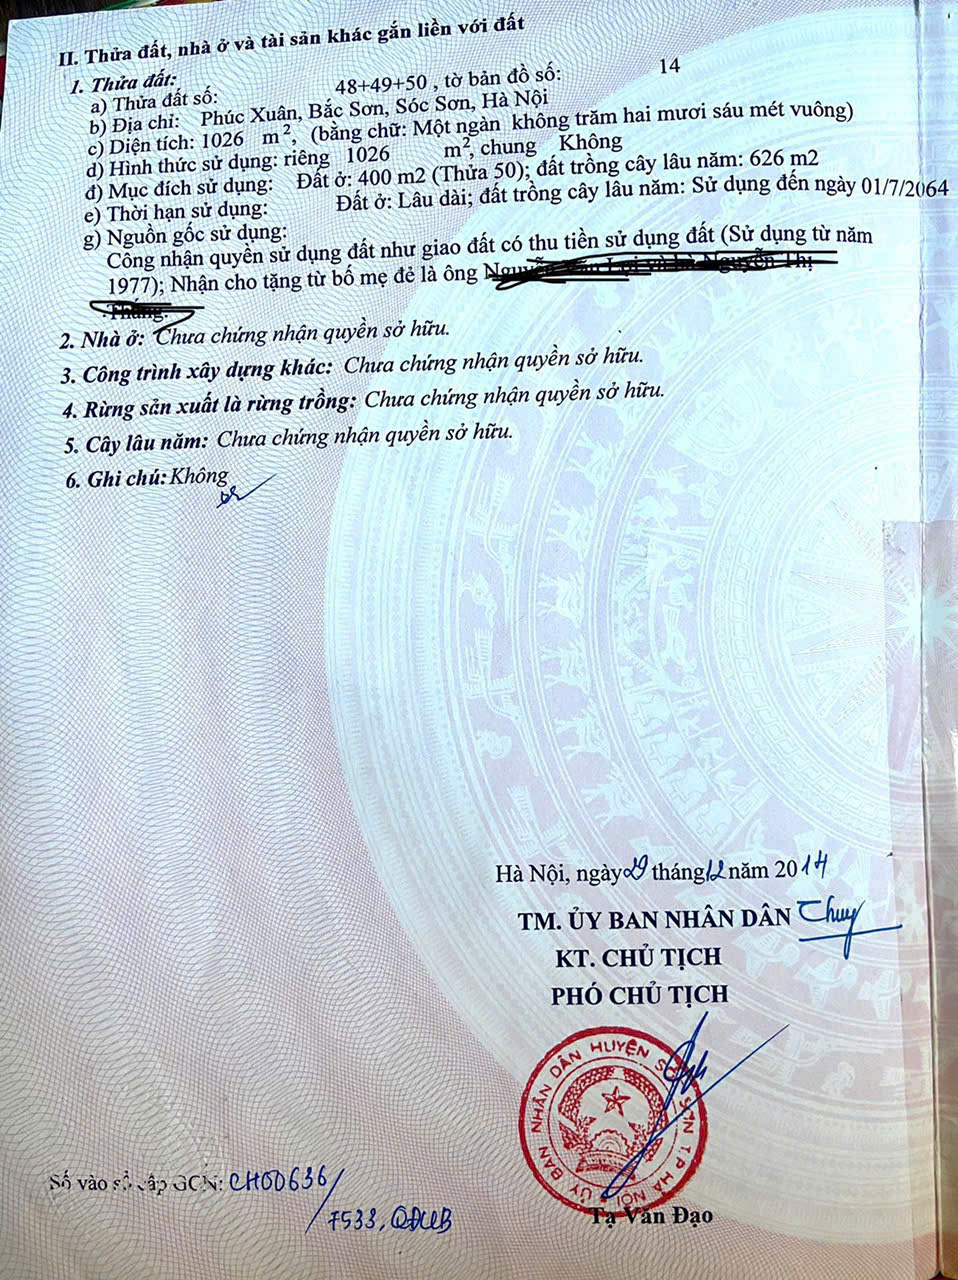 II. Thửa đất, nhà ở và tài sản khác gắn liền với đất
1. Thửa đất:
a) Thửa đất số: 48+49+50 , tờ bản đồ số: 14
b) Địa chỉ: Phúc Xuân, Bắc Sơn, Sóc Sơn, Hà Nội
c) Diện tích: 1026 m², (bằng chữ: Một ngàn không trăm hai mươi sáu mét vuông)
d) Hình thức sử dụng: riêng 1026 m², chung Không
đ) Mục đích sử dụng: Đất ở: 400 m2 (Thửa 50); đất trồng cây lâu năm: 626 m2
e) Thời hạn sử dụng: Đất ở: Lâu dài; đất trồng cây lâu năm: Sử dụng đến ngày 01/7/2064
g) Nguồn gốc sử dụng:
Công nhận quyền sử dụng đất như giao đất có thu tiền sử dụng đất (Sử dụng từ năm
1977); Nhận cho tặng từ bố mẹ đẻ là ông
2. Nhà ở: Chưa chứng nhận quyền sở hữu.
3. Công trình xây dựng khác: Chưa chứng nhận quyền sở hữu.
4. Rừng sản xuất là rừng trồng: Chưa chứng nhận quyền sở hữu.
5. Cây lâu năm: Chưa chứng nhận quyền sở hữu.
6. Ghi chú: Không
Hà Nội, ngày 29 tháng 12 năm 2014
TM. ỦY BAN NHÂN DÂN
KT. CHỦ TỊCH
PHÓ CHỦ TỊCH
ỦY BAN NHÂN DÂN HUYỆN SÓC SƠN T.P HÀ NỘI
Tạ Văn Đạo
Số vào sổ cấp GCN: CH00636/
7533.QĐUB